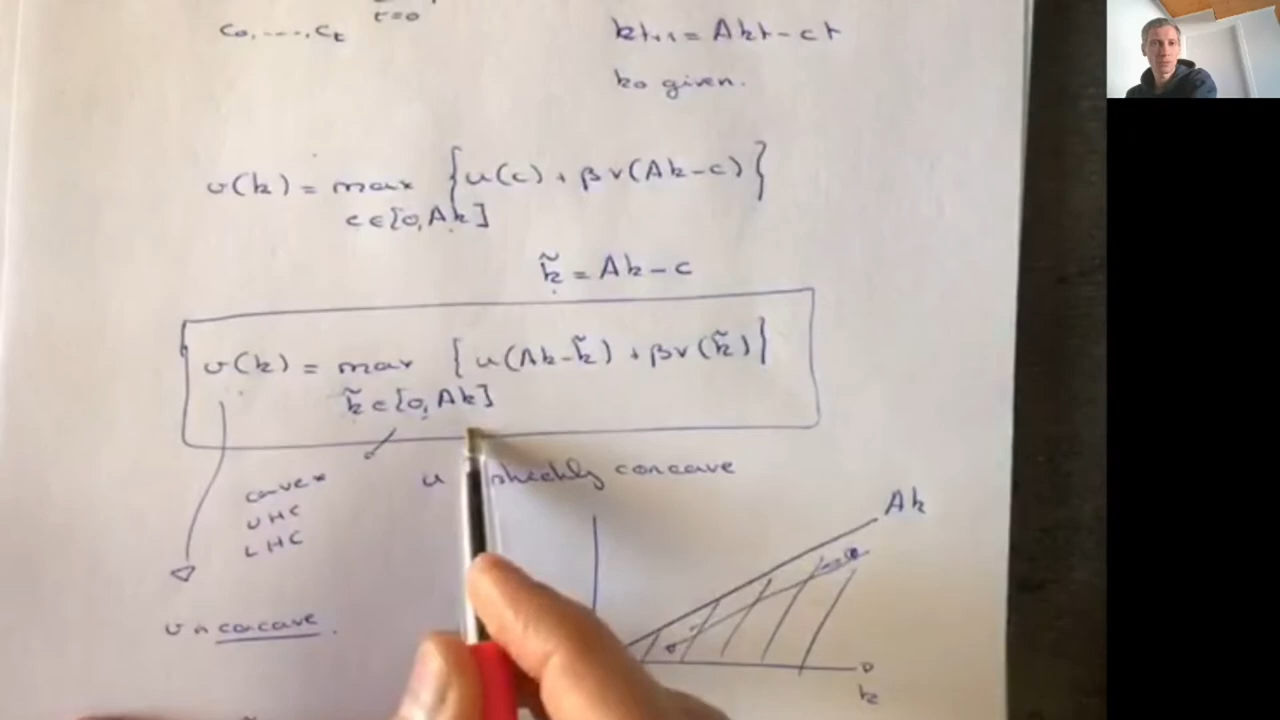 t=0
c₀, ...., cₜ
kₜ₊₁ = Akₜ - cₜ
k₀ given.
v(k) = max {u(c) + βv(Ak-c)}
c∈[0,Ak]
k̃ = Ak-c
v(k) = max {u(Ak-k̃) + βv(k̃)}
k̃∈[0,Ak]
u concave
convex
UHC
LHC
Ak
v n concave.
k